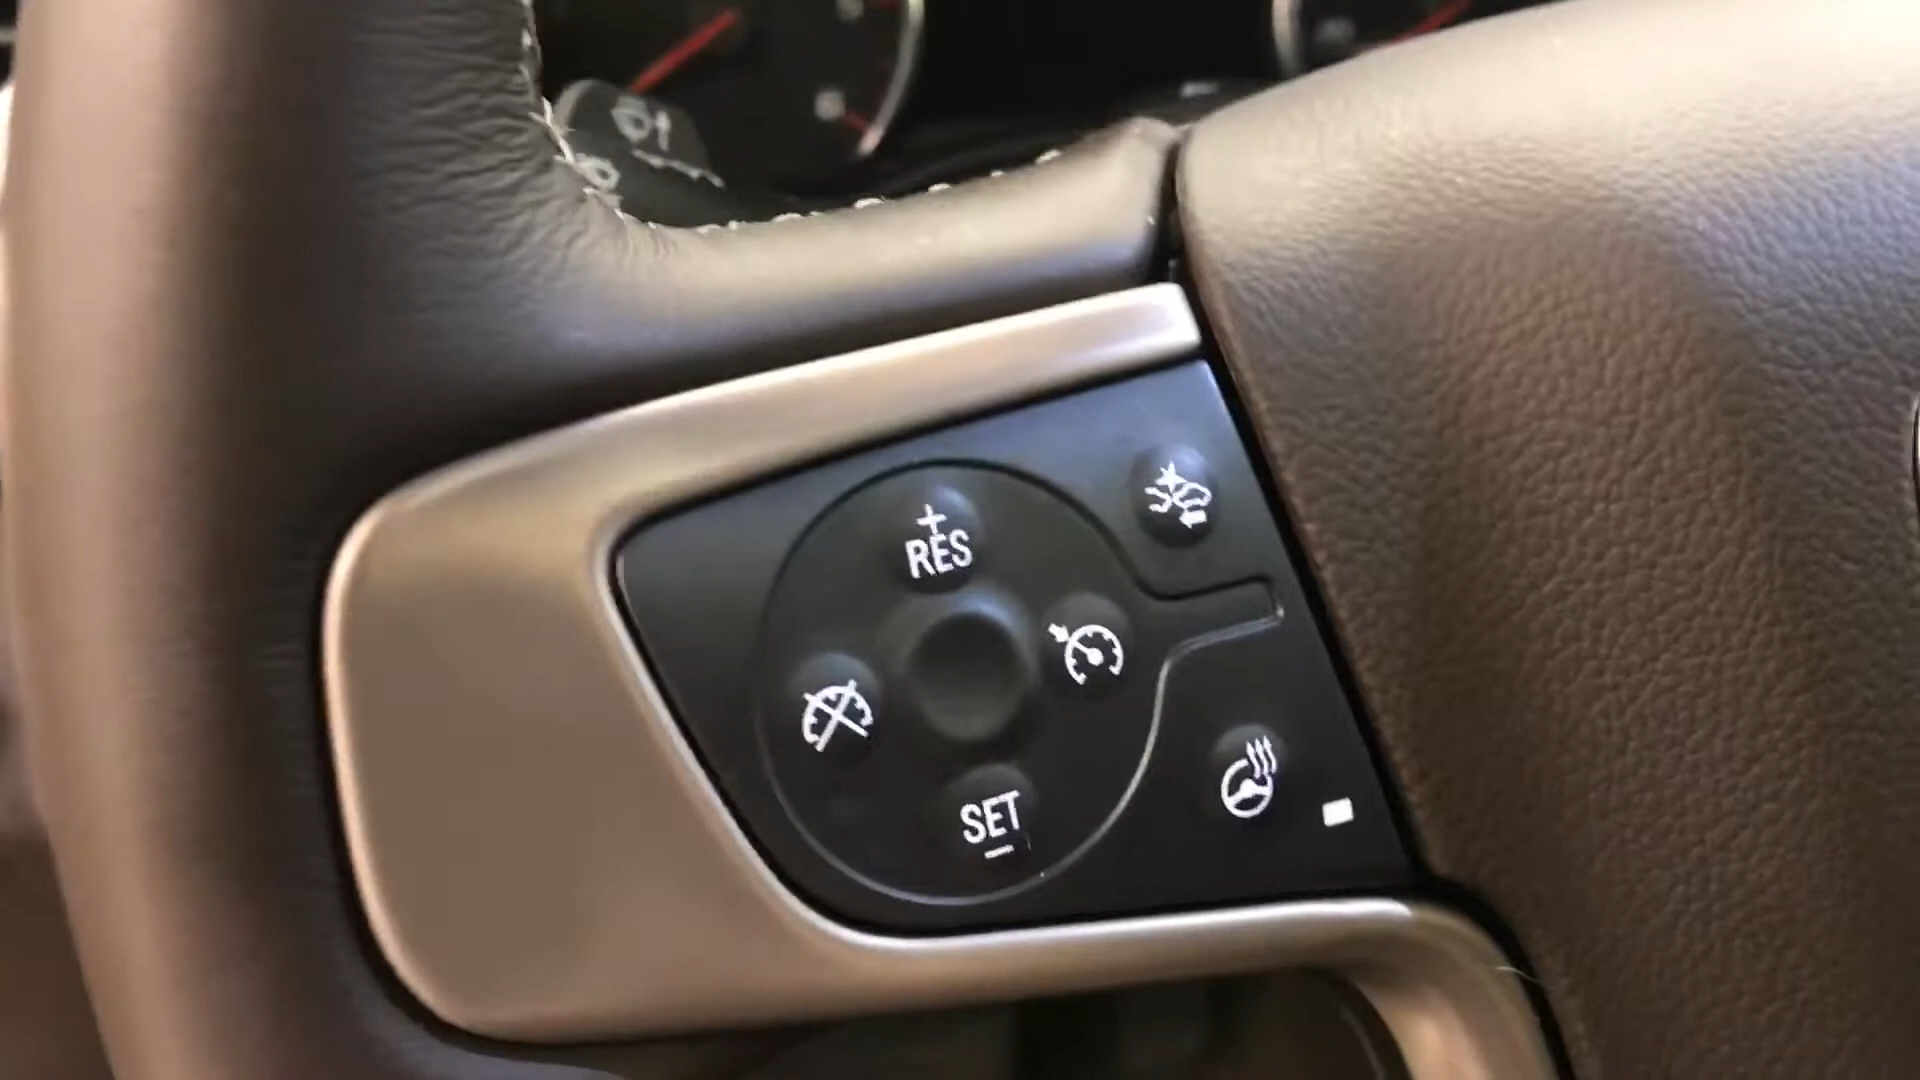 +
RES
SET
—